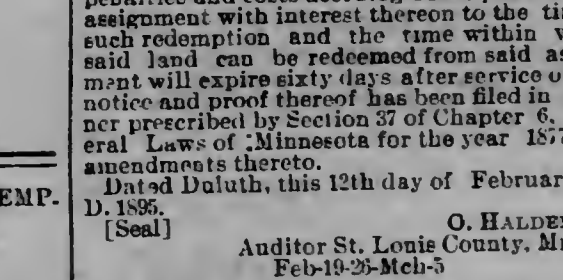 assignment with interest thereon to the
such redemption and the time within
said land can be redeemed from said
ment will expire sixty days after service
notice and proof thereof has been filed in
ner prescribed by Section 37 of Chapter 6,
eral Laws of Minnesota for the year 1877
amendments thereto.
EMP.
Dated Duluth, this 12th day of Februar
D. 1895.
[Seal]
O. HALDE
Auditor St. Louis County, M
Feb-19-26-Mch-5